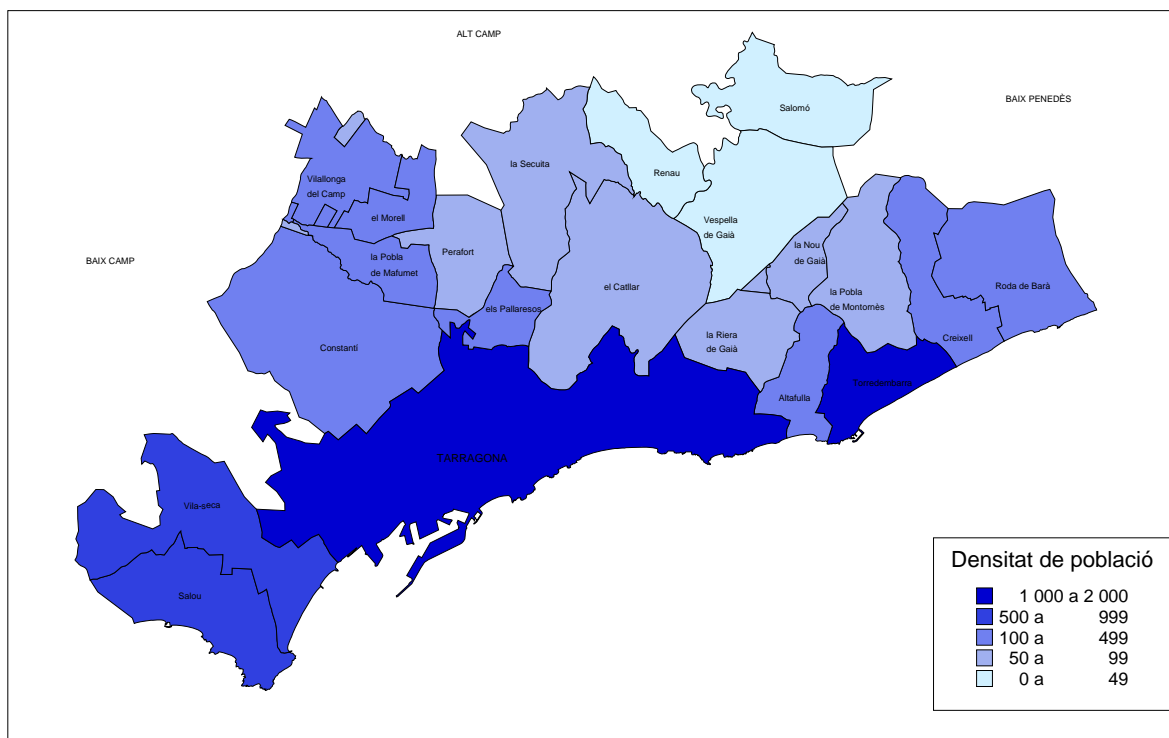 ALT CAMP
BAIX PENEDÈS
Salomó
la Secuita
Renau
Vilallonga
del Camp
el Morell
Vespella
de Gaià
BAIX CAMP
Perafort
la Pobla
de Mafumet
la Nou
de Gaià
el Catllar
la Pobla
de Montornès
Roda de Barà
els Pallaresos
Constantí
la Riera
de Gaià
Creixell
Torredembarra
Altafulla
TARRAGONA
Vila-seca
Salou
Densitat de població
1 000 a 2 000
500 a 999
100 a 499
50 a 99
0 a 49